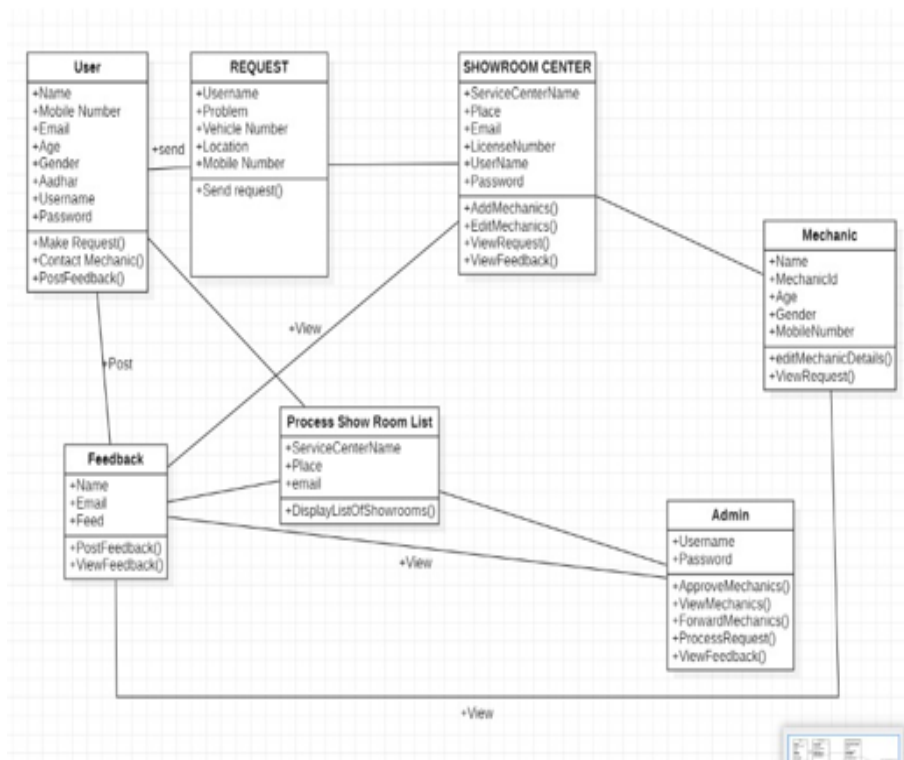 User
+Name
+Mobile Number
+Email
+Age
+Gender
+Aadhar
+Username
+Password
+Make Request()
+Contact Mechanic()
+PostFeedback()
+send
REQUEST
+Username
+Problem
+Vehicle Number
+Location
+Mobile Number
+Send request()
SHOWROOM CENTER
+ServiceCenterName
+Place
+Email
+LicenseNumber
+UserName
+Password
+AddMechanics()
+EditMechanics()
+ViewRequest()
+ViewFeedback()
Mechanic
+Name
+MechanicId
+Age
+Gender
+MobileNumber
+editMechanicDetails()
+ViewRequest()
+View
+Post
Process Show Room List
+ServiceCenterName
+Place
+email
+DisplayListOfShowrooms()
Feedback
+Name
+Email
+Feed
+PostFeedback()
+ViewFeedback()
+View
Admin
+Username
+Password
+ApproveMechanics()
+ViewMechanics()
+ForwardMechanics()
+ProcessRequest()
+ViewFeedback()
+View